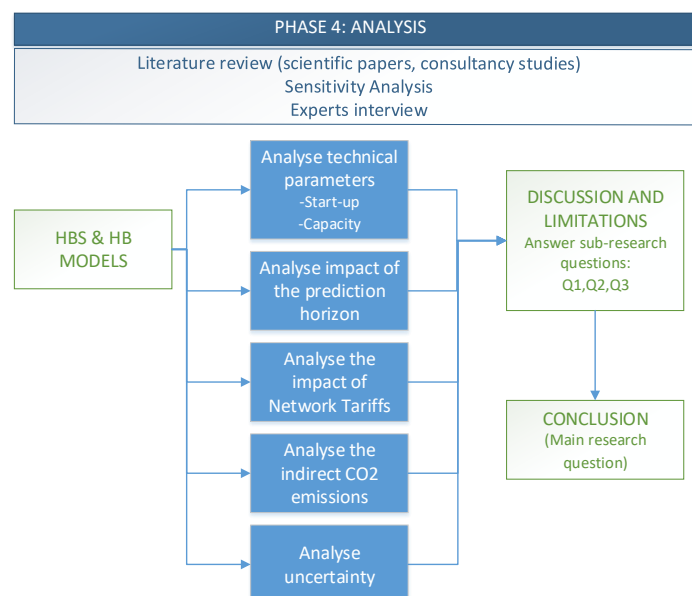 PHASE 4: ANALYSIS
Literature review (scientific papers, consultancy studies)
Sensitivity Analysis
Experts interview
HBS & HB
MODELS
Analyse technical
parameters
-Start-up
-Capacity
Analyse impact of
the prediction
horizon
Analyse the
impact of
Network Tariffs
Analyse the
indirect CO2
emissions
Analyse
uncertainty
DISCUSSION AND
LIMITATIONS
Answer sub-research
questions:
Q1,Q2,Q3
CONCLUSION
(Main research
question)